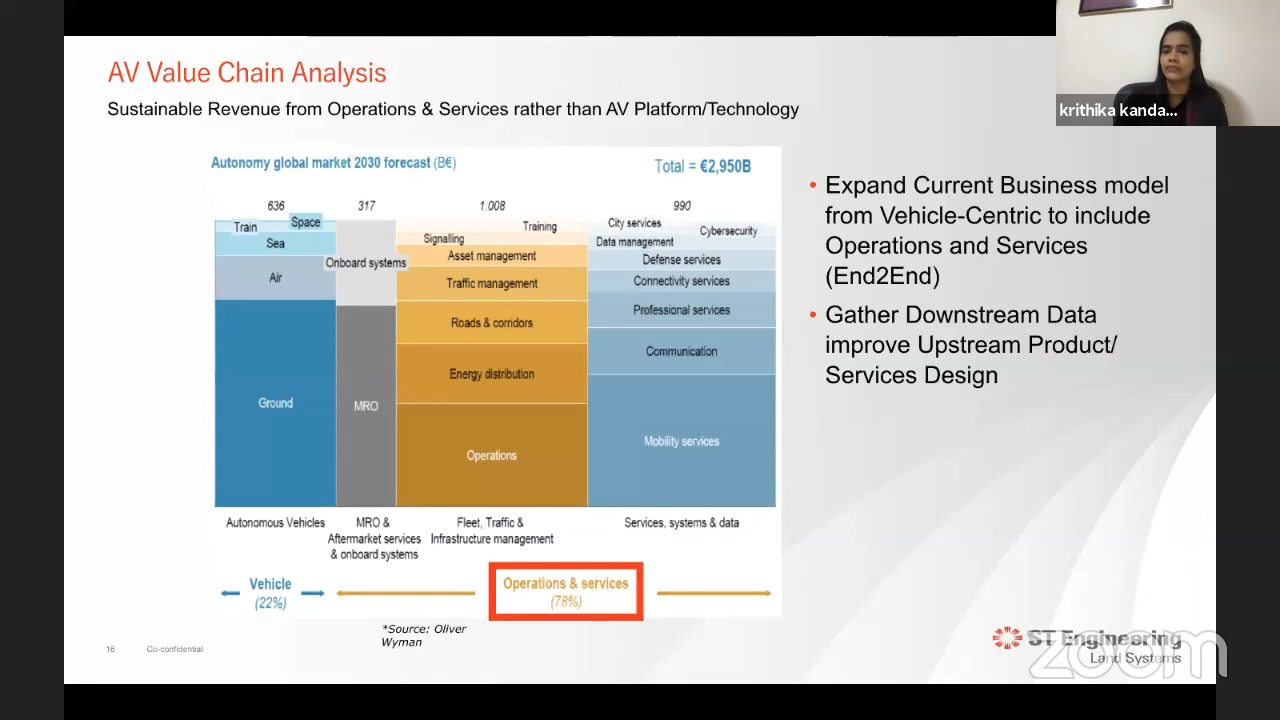 AV Value Chain Analysis
Sustainable Revenue from Operations & Services rather than AV Platform/Technology
krithika kanda...
Autonomy global market 2030 forecast (B€)
Total = €2,950B
636
317
1.008
990
Train
Space
Sea
Air
Ground
Onboard systems
MRO
Training
Signalling
Asset management
Traffic management
Roads & corridors
Energy distribution
Operations
City services
Cybersecurity
Data management
Defense services
Connectivity services
Professional services
Communication
Mobility services
Autonomous Vehicles
MRO &
Aftermarket services
& onboard systems
Fleet, Traffic &
Infrastructure management
Services, systems & data
Vehicle
(22%)
Operations & services
(78%)
*Source: Oliver
Wyman
• Expand Current Business model
from Vehicle-Centric to include
Operations and Services
(End2End)
• Gather Downstream Data
improve Upstream Product/
Services Design
16
Co-confidential
ST Engineering
Land Systems
zoom